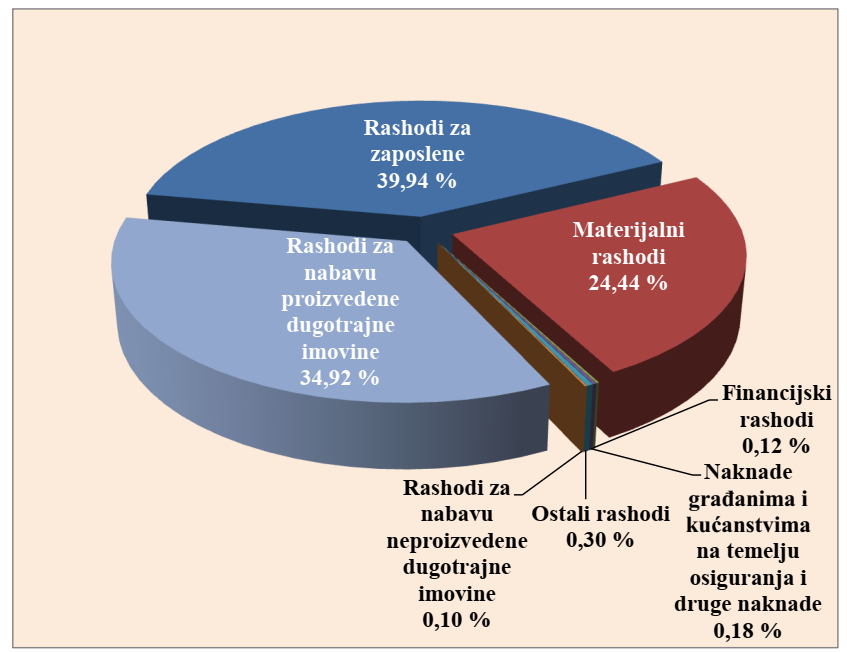 Rashodi za
zaposlene
39,94 %
Materijalni
rashodi
24,44 %
Rashodi za
nabavu
proizvedene
dugotrajne
imovine
34,92 %
Financijski
rashodi
0,12 %
Naknade
građanima i
kućanstvima
na temelju
osiguranja i
druge naknade
0,18 %
Ostali rashodi
0,30 %
Rashodi za
nabavu
neproizvedene
dugotrajne
imovine
0,10 %